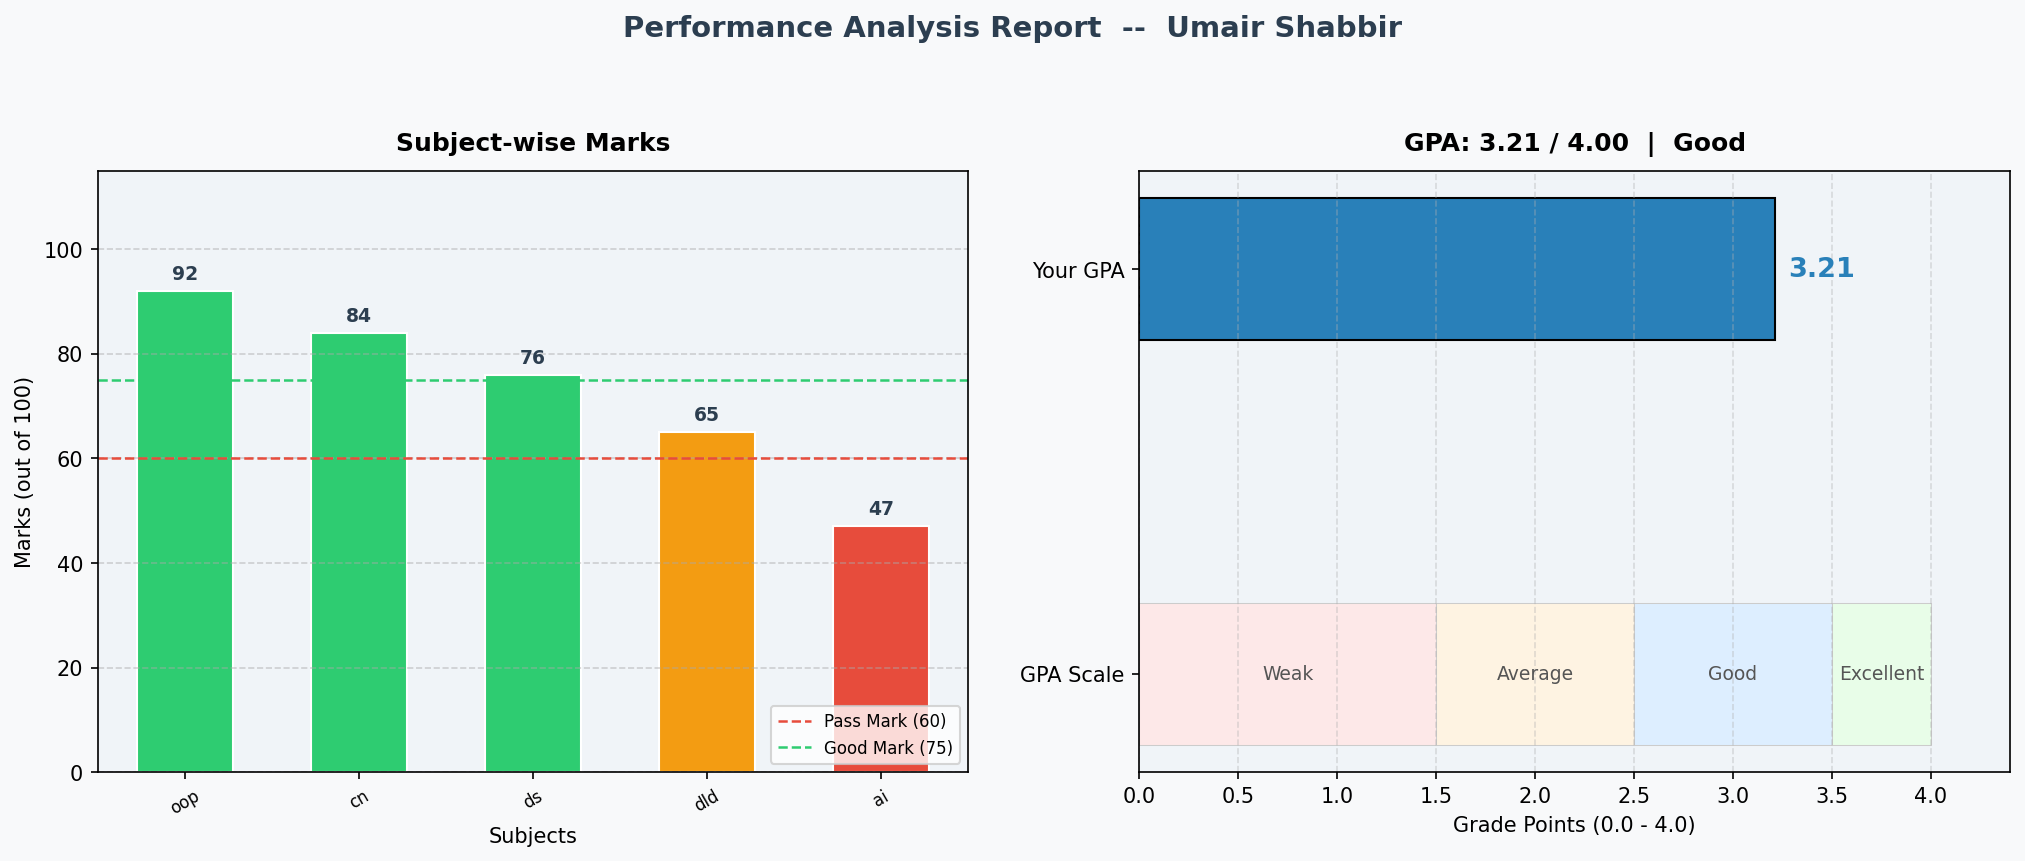 Performance Analysis Report  --  Umair Shabbir
Subject-wise Marks
Marks (out of 100)
100
80
60
40
20
0
92
84
76
65
47
Pass Mark (60)
Good Mark (75)
oop
cn
ds
dld
ai
Subjects
GPA: 3.21 / 4.00  |  Good
Your GPA
3.21
GPA Scale
Weak
Average
Good
Excellent
0.0 0.5 1.0 1.5 2.0 2.5 3.0 3.5 4.0
Grade Points (0.0 - 4.0)